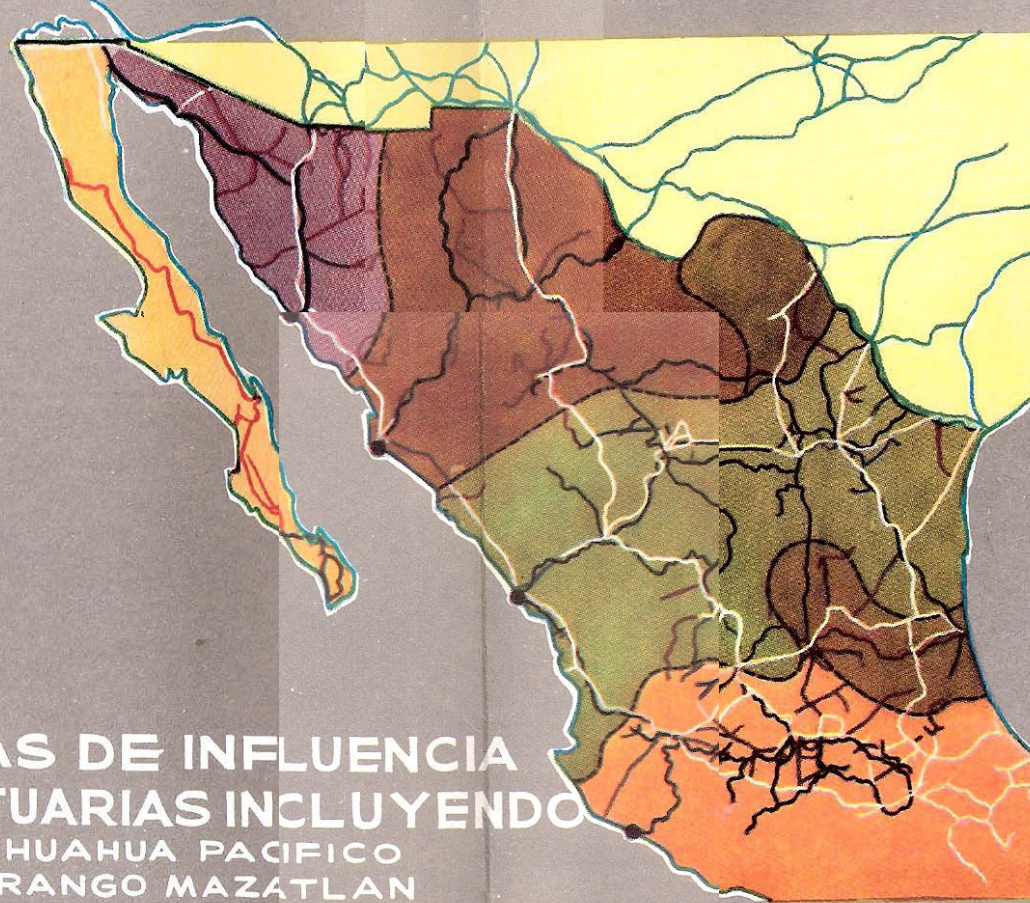 AS DE INFLUENCIA
TUARIAS INCLUYENDO
HUAHUA PACIFICO
RANGO MAZATLAN